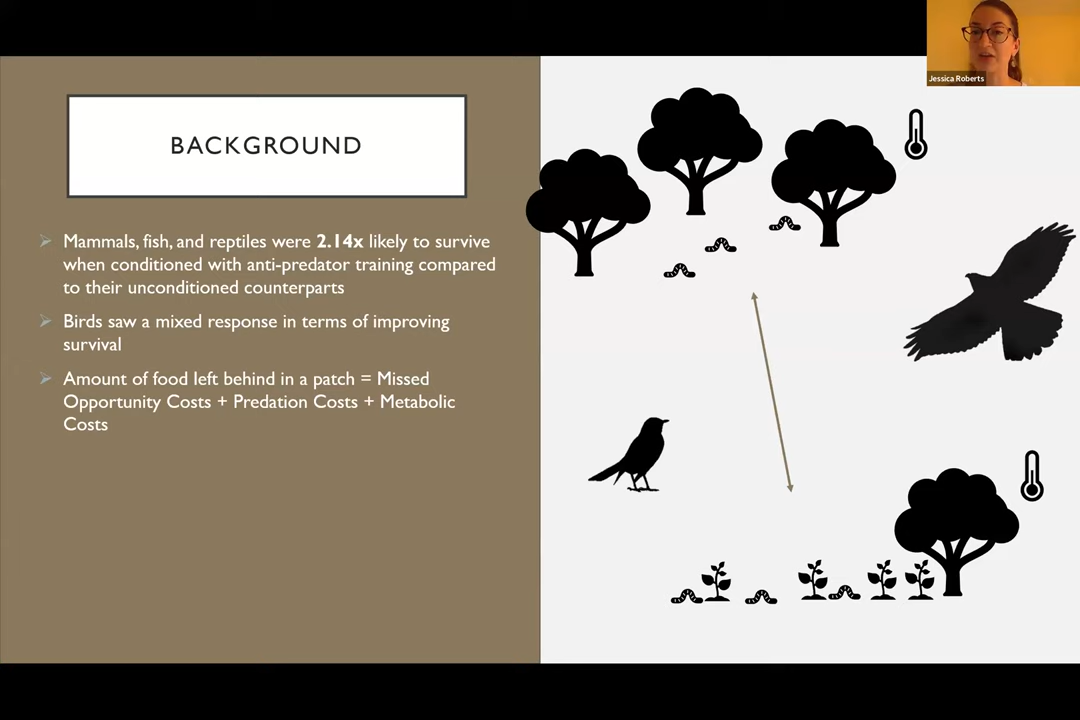 Jessica Roberts
BACKGROUND
Mammals, fish, and reptiles were 2.14x likely to survive
when conditioned with anti-predator training compared
to their unconditioned counterparts
Birds saw a mixed response in terms of improving
survival
Amount of food left behind in a patch = Missed
Opportunity Costs + Predation Costs + Metabolic
Costs